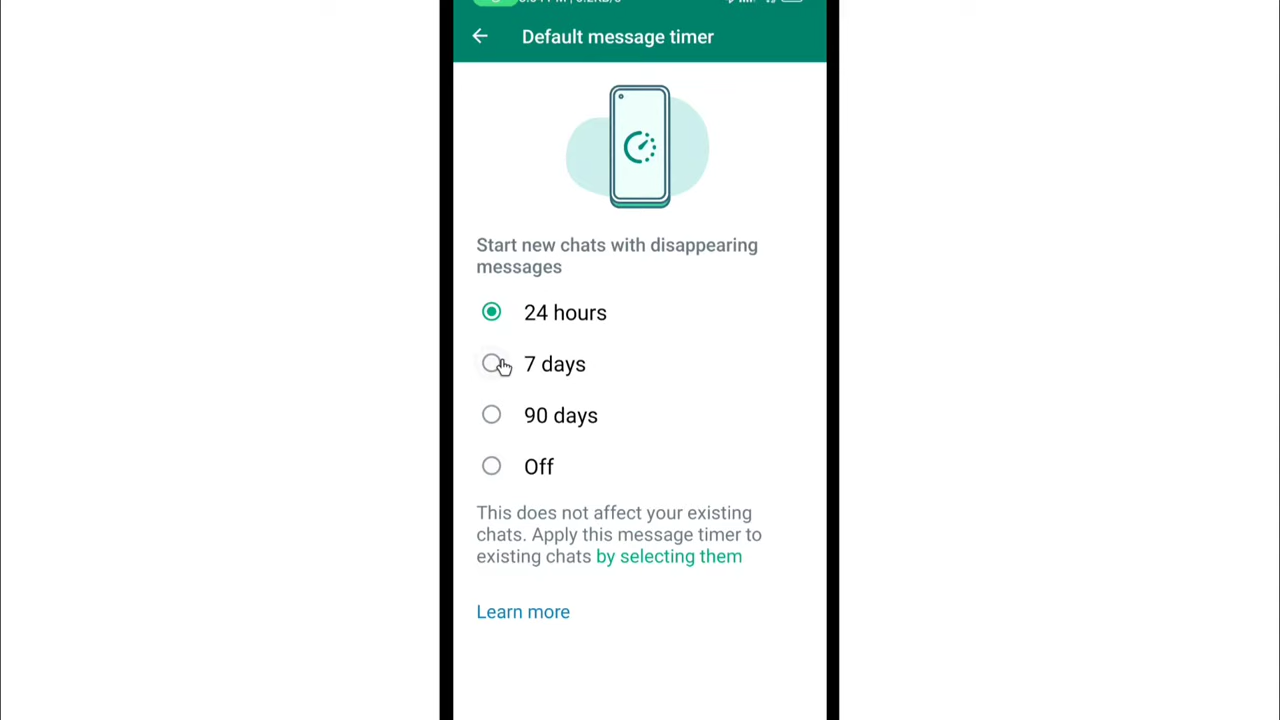 Default message timer
Start new chats with disappearing
messages
24 hours
7 days
90 days
Off
This does not affect your existing
chats. Apply this message timer to
existing chats by selecting them
Learn more